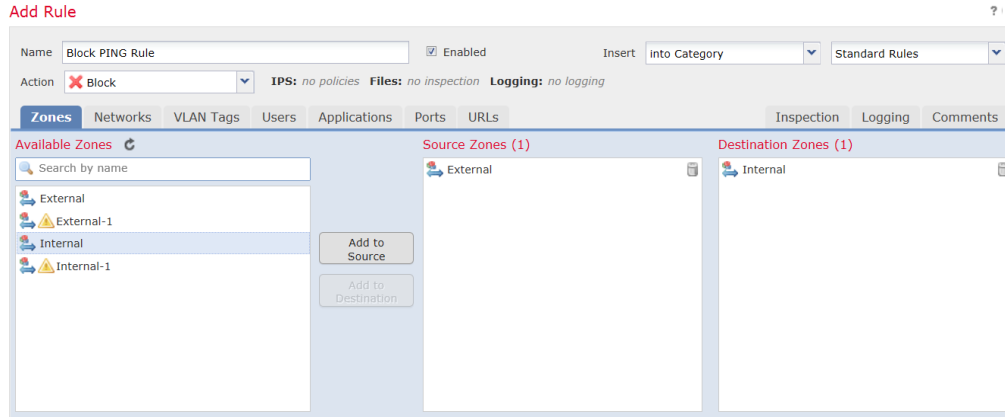 Add Rule ?
Name Block PING Rule Enabled Insert into Category Standard Rules
Action Block IPS: no policies Files: no inspection Logging: no logging
Zones Networks VLAN Tags Users Applications Ports URLs Inspection Logging Comments
Available Zones Source Zones (1) Destination Zones (1)
Search by name External Internal
External
External-1
Internal
Internal-1
Add to
Source
Add to
Destination